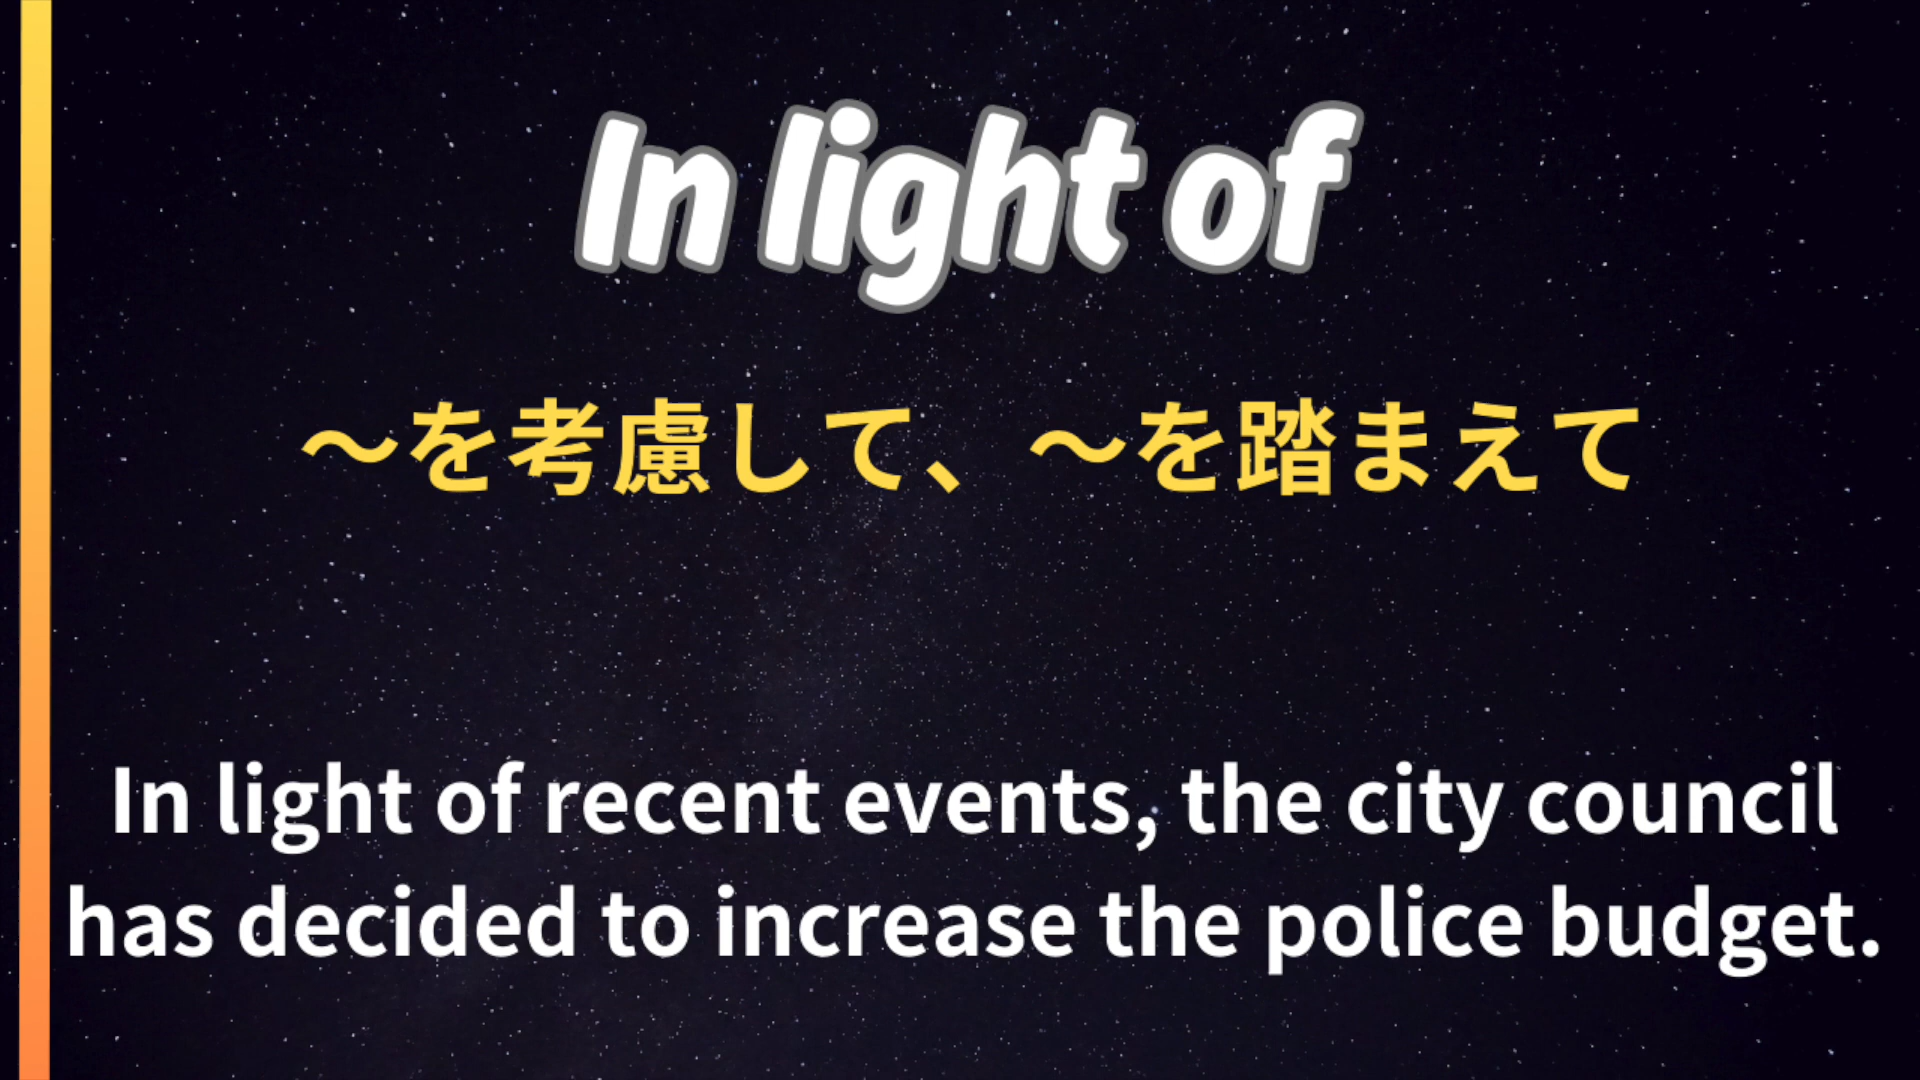 In light of
〜を考慮して、〜を踏まえて
In light of recent events, the city council
has decided to increase the police budget.